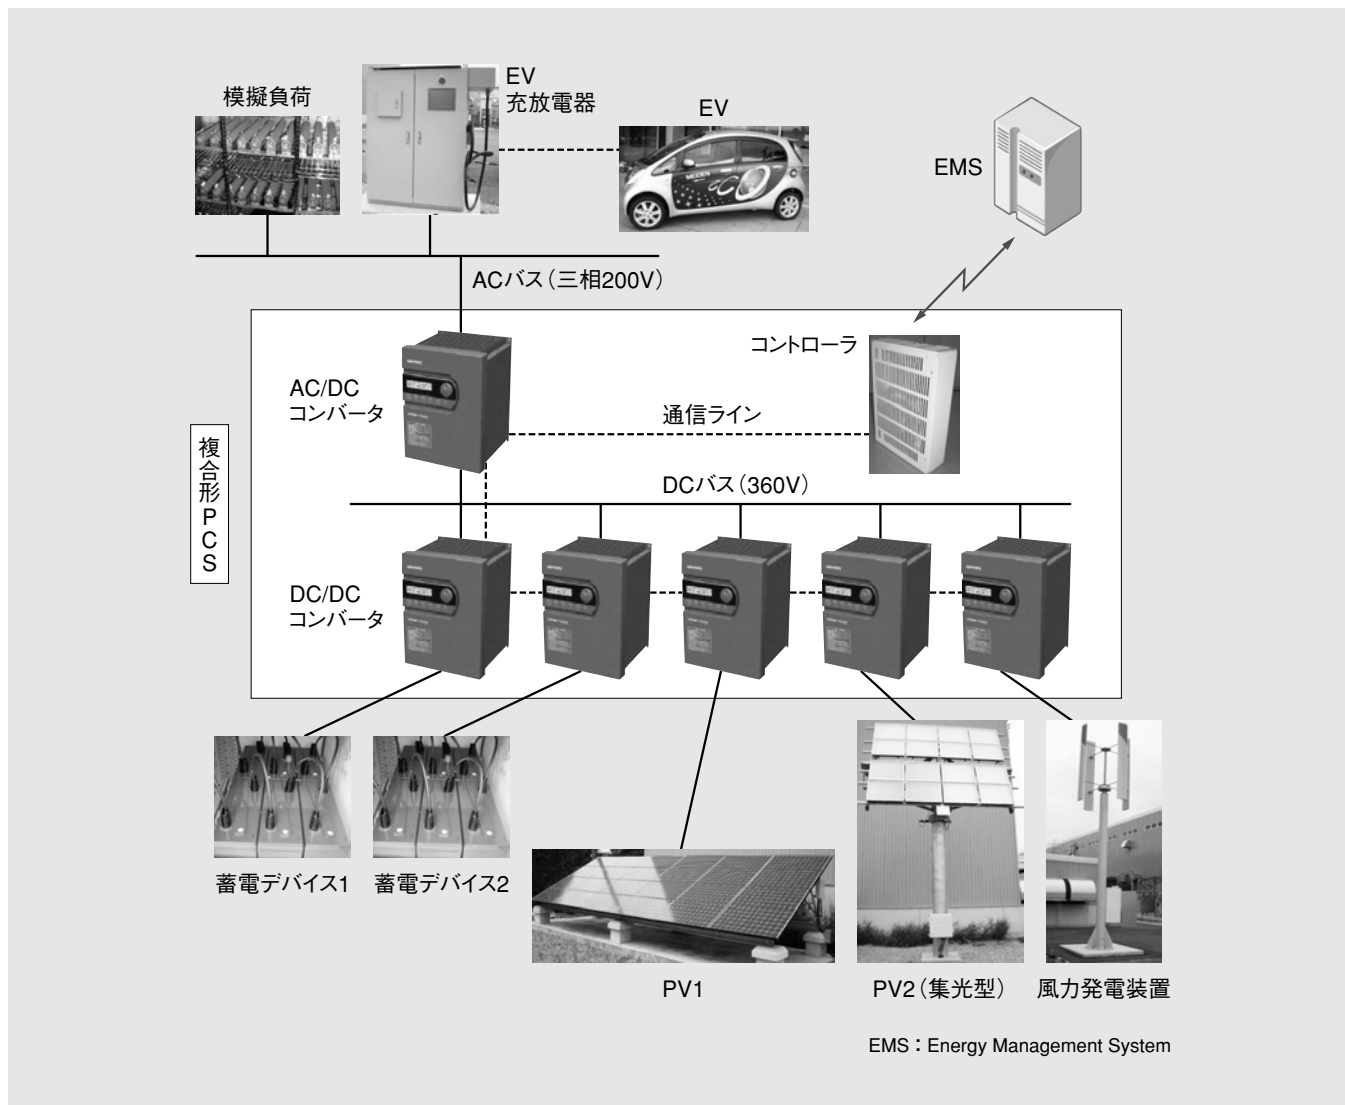 模擬負荷
EV
充放電器
EV
EMS
ACバス（三相200V）
コントローラ
AC/DC
コンバータ
通信ライン
複合形PCS
DCバス（360V）
DC/DC
コンバータ
蓄電デバイス1
蓄電デバイス2
PV1
PV2（集光型）
風力発電装置
EMS：Energy Management System